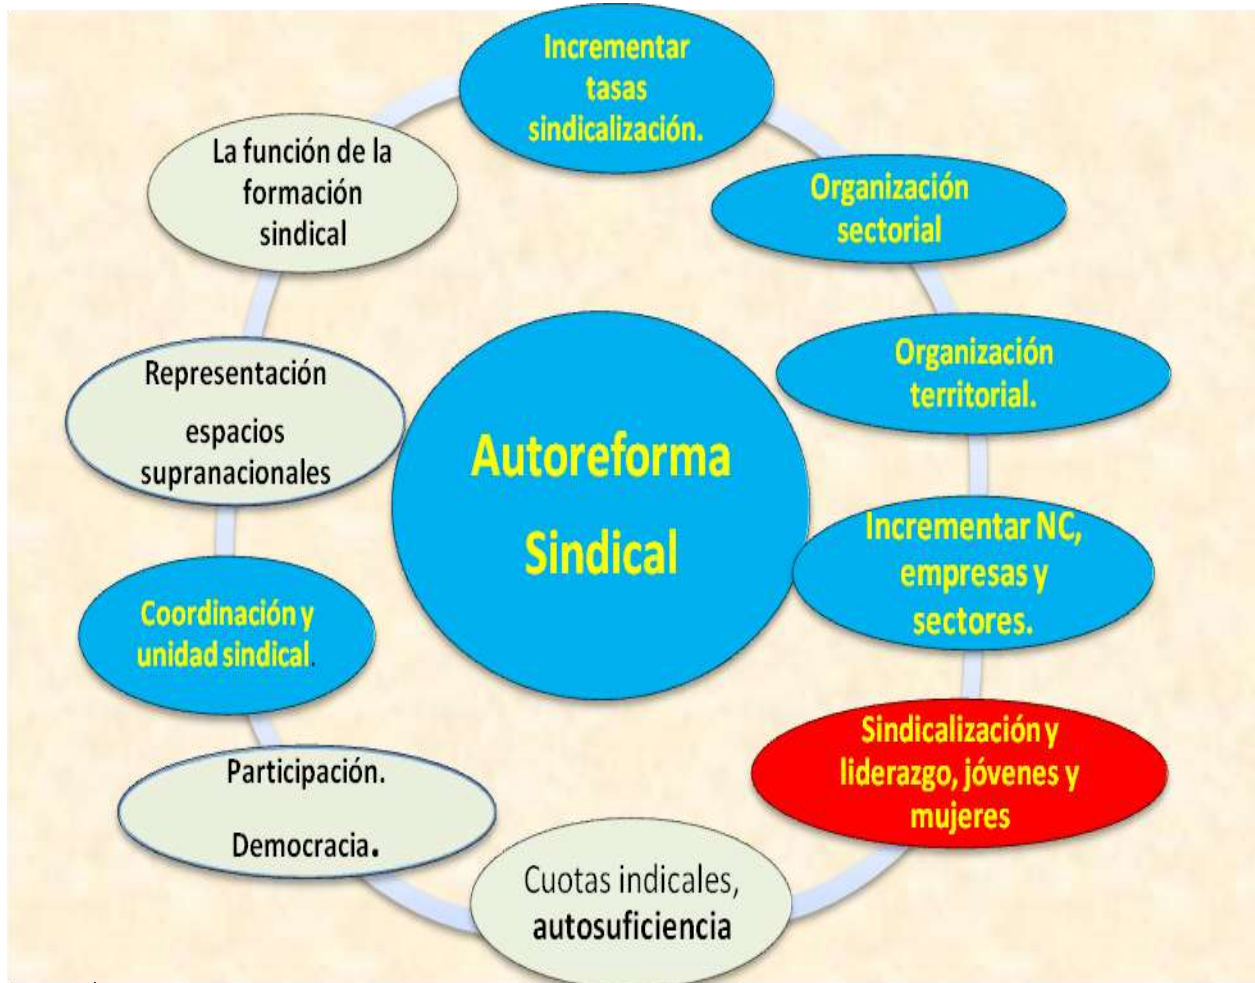 Incrementar
tasas
sindicalización.
Organización
sectorial
Organización
territorial.
Incrementar NC,
empresas y
sectores.
Sindicalización y
liderazgo, jóvenes y
mujeres
Cuotas indicales,
autosuficiencia
Participación.
Democracia.
Coordinación y
unidad sindical.
Representación
espacios
supranacionales
La función de la
formación
sindical
Autoreforma
Sindical